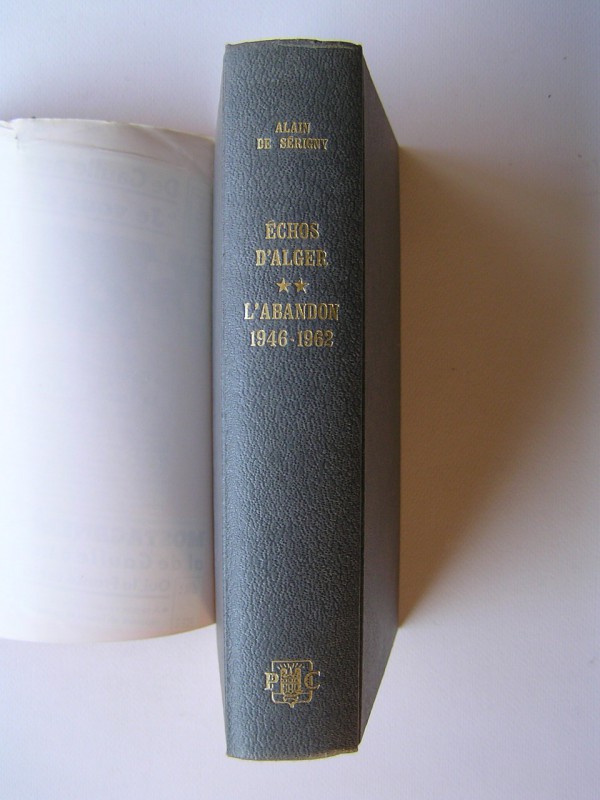 ALAIN
DE SÉRIGNY
ÉCHOS
D'ALGER
★★
L'ABANDON
1946-1962
P C